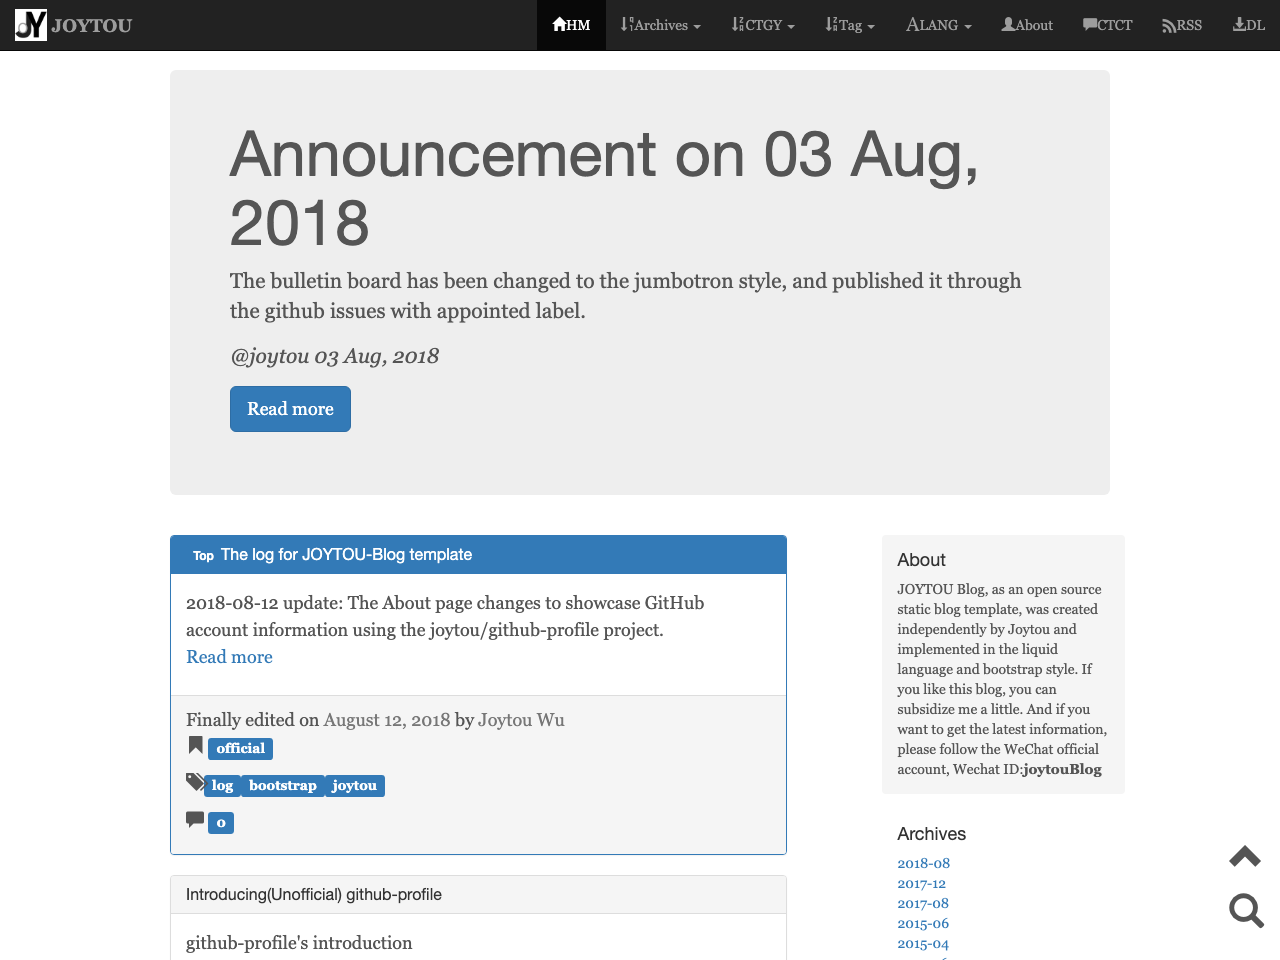 JY JOYTOU HM Archives CTGY Tag LANG About CTCT RSS DL
Announcement on 03 Aug,
2018
The bulletin board has been changed to the jumbotron style, and published it through
the github issues with appointed label.
@joytou 03 Aug, 2018
Read more
Top The log for JOYTOU-Blog template
2018-08-12 update: The About page changes to showcase GitHub
account information using the joytou/github-profile project.
Read more
Finally edited on August 12, 2018 by Joytou Wu
official
log bootstrap joytou
0
Introducing(Unofficial) github-profile
github-profile's introduction
About
JOYTOU Blog, as an open source
static blog template, was created
independently by Joytou and
implemented in the liquid
language and bootstrap style. If
you like this blog, you can
subsidize me a little. And if you
want to get the latest information,
please follow the WeChat official
account, Wechat ID:joytouBlog
Archives
2018-08
2017-12
2017-08
2015-06
2015-04